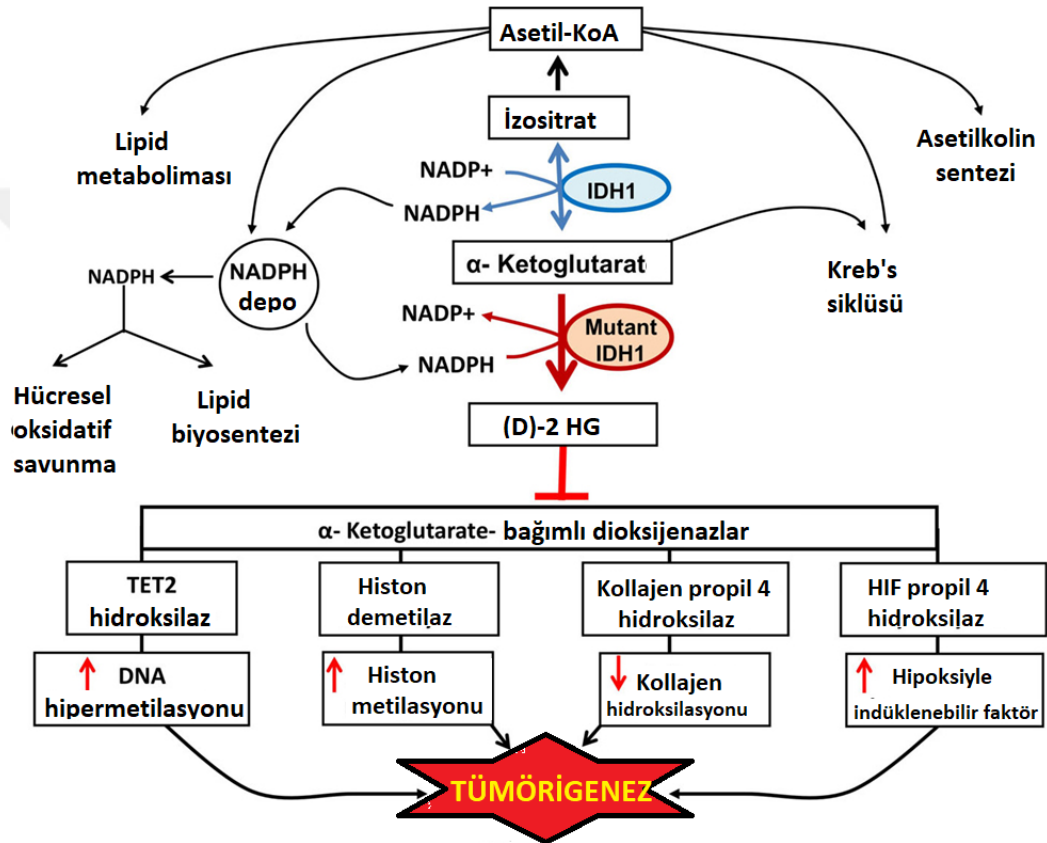 Asetil-KoA
İzositrat
Lipid
metabolıması
Asetilkolin
sentezi
NADP+
IDH1
NADPH
α- Ketoglutarate
NADPH
NADPH
depo
Kreb's
siklüsü
NADP+
Mutant
IDH1
NADPH
Hücresel
oksidatif
savunma
Lipid
biyosentezi
(D)-2 HG
α- Ketoglutarate- bağımlı dioksijenazlar
TET2
hidroksilaz
Histon
demetilaz
Kollajen propil 4
hidroksilaz
HIF propil 4
hidroksilaz
DNA
hipermetilasyonu
Histon
metilasyonu
Kollajen
hidroksilasyonu
Hipoksiyle
indüklenebilir faktör
TÜMÖRİGENEZ